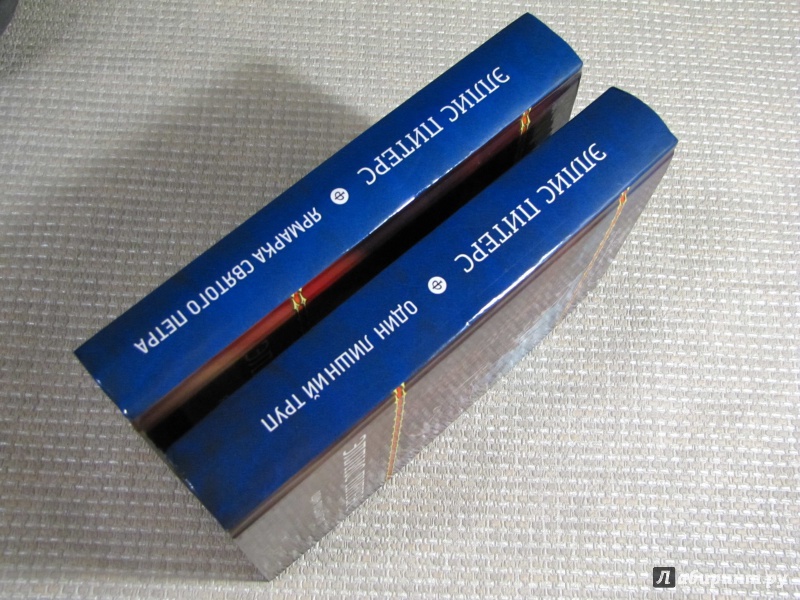 ЭЛЛИС ПИТЕРС
ЯРМАРКА СВЯТОГО ПЕТРА
ЭЛЛИС ПИТЕРС
ОДИН ЛИШНИЙ ТРУП
Лабиринт.ру